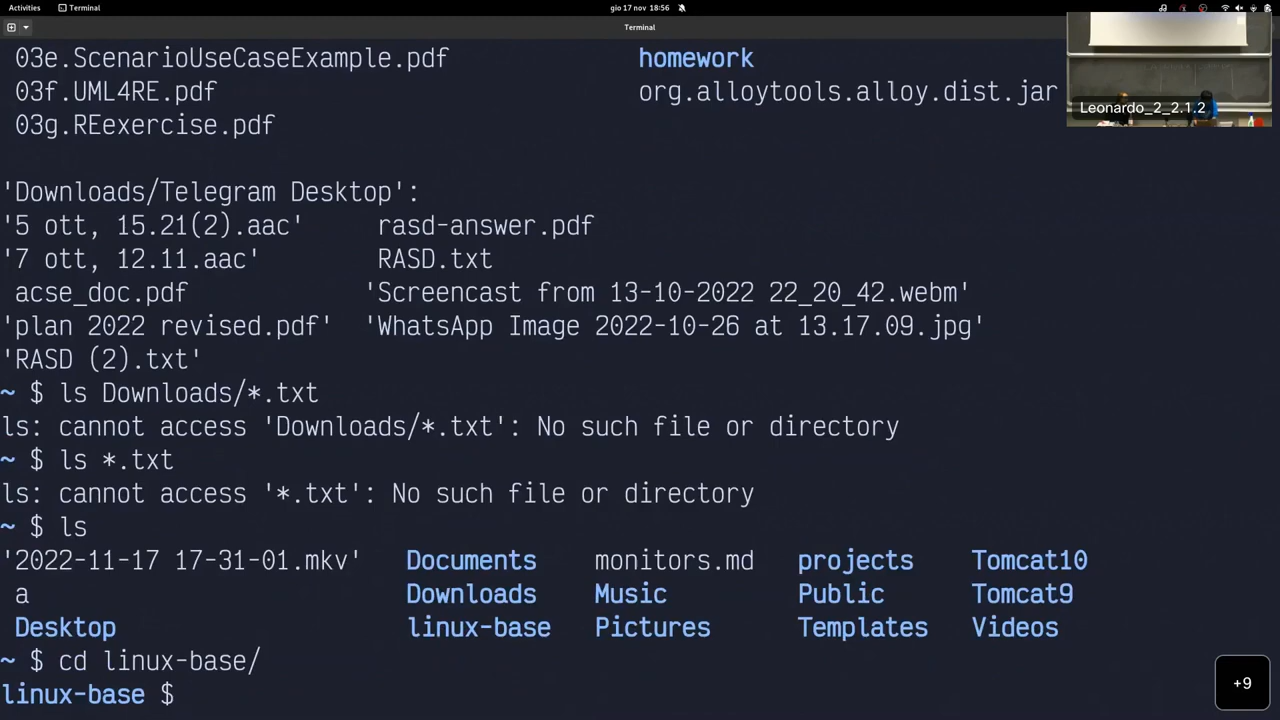 Activities Terminal gio 17 nov 18:56
Terminal
03e.ScenarioUseCaseExample.pdf homework
03f.UML4RE.pdf org.alloytools.alloy.dist.jar
03g.REexercise.pdf
Leonardo_2_2.1.2
'Downloads/Telegram Desktop':
'5 ott, 15.21(2).aac' rasd-answer.pdf
'7 ott, 12.11.aac' RASD.txt
acse_doc.pdf 'Screencast from 13-10-2022 22_20_42.webm'
'plan 2022 revised.pdf' 'WhatsApp Image 2022-10-26 at 13.17.09.jpg'
'RASD (2).txt'
~ $ ls Downloads/*.txt
ls: cannot access 'Downloads/*.txt': No such file or directory
~ $ ls *.txt
ls: cannot access '*.txt': No such file or directory
~ $ ls
'2022-11-17 17-31-01.mkv' Documents monitors.md projects Tomcat10
a Downloads Music Public Tomcat9
Desktop linux-base Pictures Templates Videos
~ $ cd linux-base/
linux-base $
+9